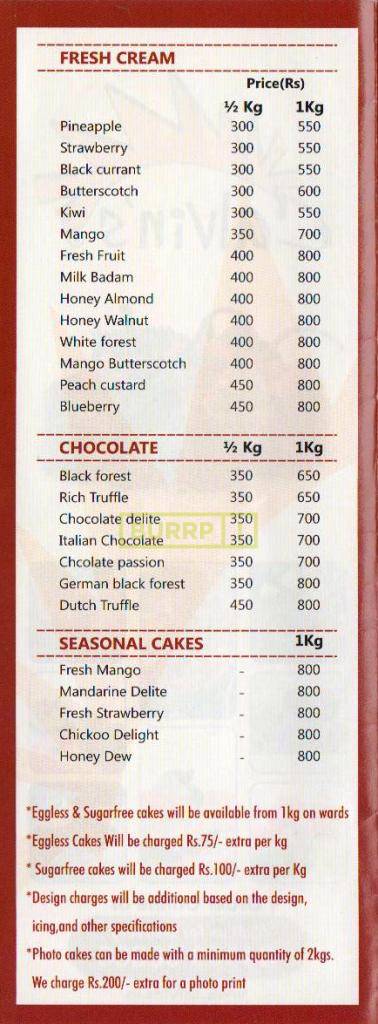 FRESH CREAM
Price(Rs)
½ Kg 1Kg
Pineapple 300 550
Strawberry 300 550
Black currant 300 550
Butterscotch 300 600
Kiwi 300 550
Mango 350 700
Fresh Fruit 400 800
Milk Badam 400 800
Honey Almond 400 800
Honey Walnut 400 800
White forest 400 800
Mango Butterscotch 400 800
Peach custard 450 800
Blueberry 450 800
CHOCOLATE ½ Kg 1Kg
Black forest 350 650
Rich Truffle 350 650
Chocolate delite 350 700
BURRP
Italian Chocolate 350 700
Chcolate passion 350 700
German black forest 350 800
Dutch Truffle 450 800
SEASONAL CAKES 1Kg
Fresh Mango - 800
Mandarine Delite - 800
Fresh Strawberry - 800
Chickoo Delight - 800
Honey Dew - 800
*Eggless & Sugarfree cakes will be available from 1kg on wards
*Eggless Cakes Will be charged Rs.75/- extra per kg
* Sugarfree cakes will be charged Rs.100/- extra per Kg
*Design charges will be additional based on the design,
icing,and other specifications
*Photo cakes can be made with a minimum quantity of 2kgs.
We charge Rs.200/- extra for a photo print